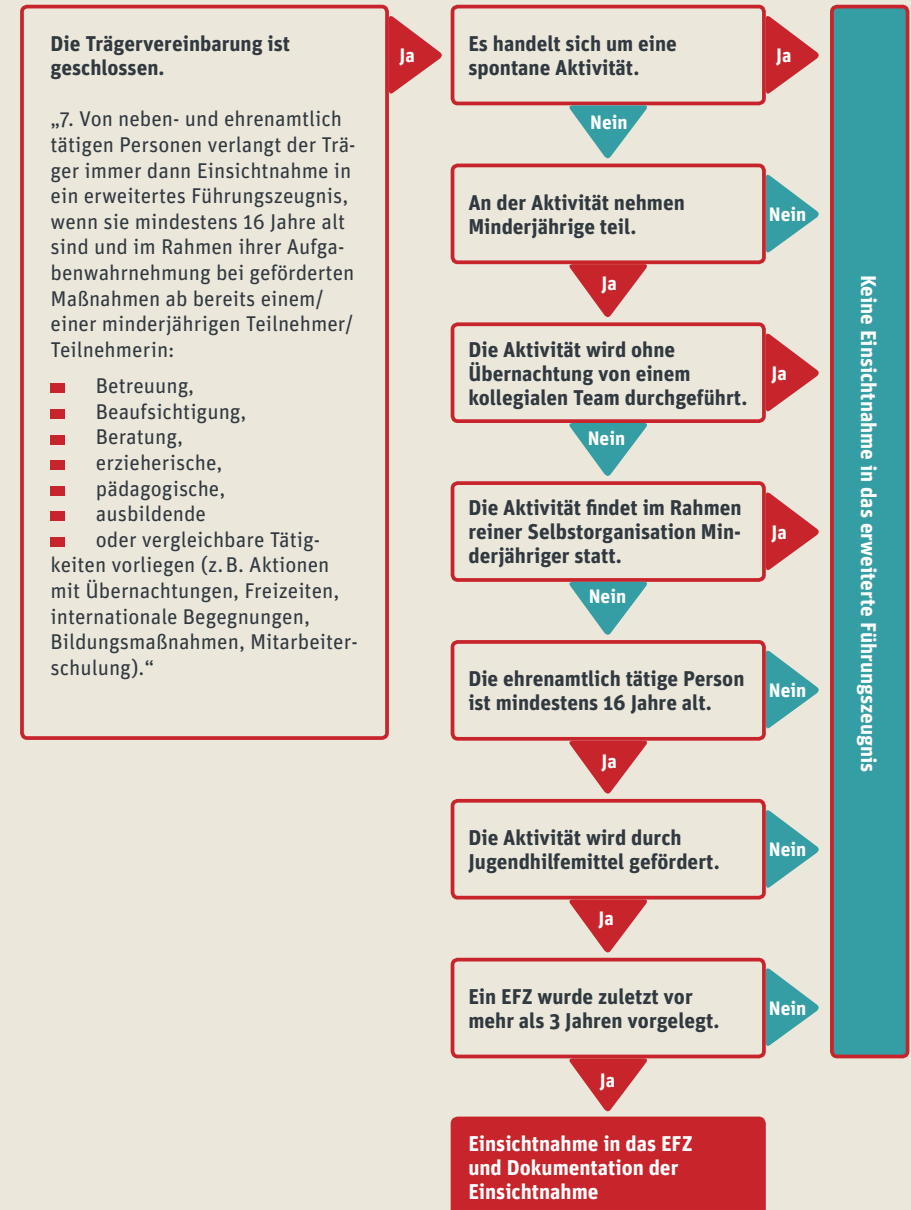 Die Trägervereinbarung ist
geschlossen.
„7. Von neben- und ehrenamtlich
tätigen Personen verlangt der Trä-
ger immer dann Einsichtnahme in
ein erweitertes Führungszeugnis,
wenn sie mindestens 16 Jahre alt
sind und im Rahmen ihrer Aufga-
benwahrnehmung bei geförderten
Maßnahmen ab bereits einem/
einer minderjährigen Teilnehmer/
Teilnehmerin:
Betreuung,
Beaufsichtigung,
Beratung,
erzieherische,
pädagogische,
ausbildende
oder vergleichbare Tätig-
keiten vorliegen (z. B. Aktionen
mit Übernachtungen, Freizeiten,
internationale Begegnungen,
Bildungsmaßnahmen, Mitarbeiter-
schulung).“
Ja
Es handelt sich um eine
spontane Aktivität.
Ja
Nein
An der Aktivität nehmen
Minderjährige teil.
Nein
Ja
Die Aktivität wird ohne
Übernachtung von einem
kollegialen Team durchgeführt.
Ja
Nein
Die Aktivität findet im Rahmen
reiner Selbstorganisation Min-
derjähriger statt.
Ja
Nein
Die ehrenamtlich tätige Person
ist mindestens 16 Jahre alt.
Nein
Ja
Die Aktivität wird durch
Jugendhilfemittel gefördert.
Nein
Ja
Ein EFZ wurde zuletzt vor
mehr als 3 Jahren vorgelegt.
Nein
Ja
Einsichtnahme in das EFZ
und Dokumentation der
Einsichtnahme
Keine Einsichtnahme in das erweiterte Führungszeugnis